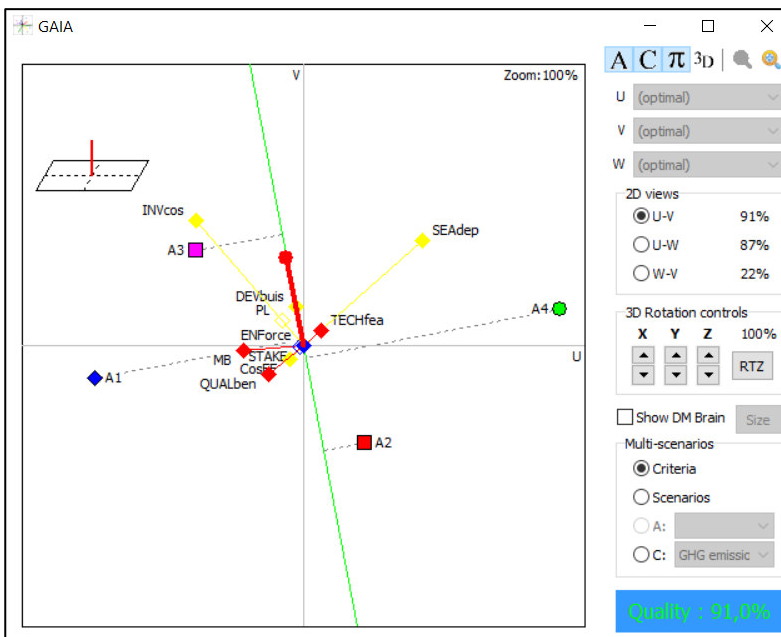 GAIA
A C π 3D
V
Zoom:100%
U (optimal)
V (optimal)
W (optimal)
2D views
U-V 91%
U-W 87%
W-V 22%
INVcos
SEAdep
A3
DEVbuis
PL
TECHfea
A4
ENForce
MB
STAKE
U
QUALben
A1
A2
3D Rotation controls
X Y Z 100%
RTZ
Show DM Brain Size
Multi-scenarios
Criteria
Scenarios
A:
C: GHG emissic
Quality : 91,0%